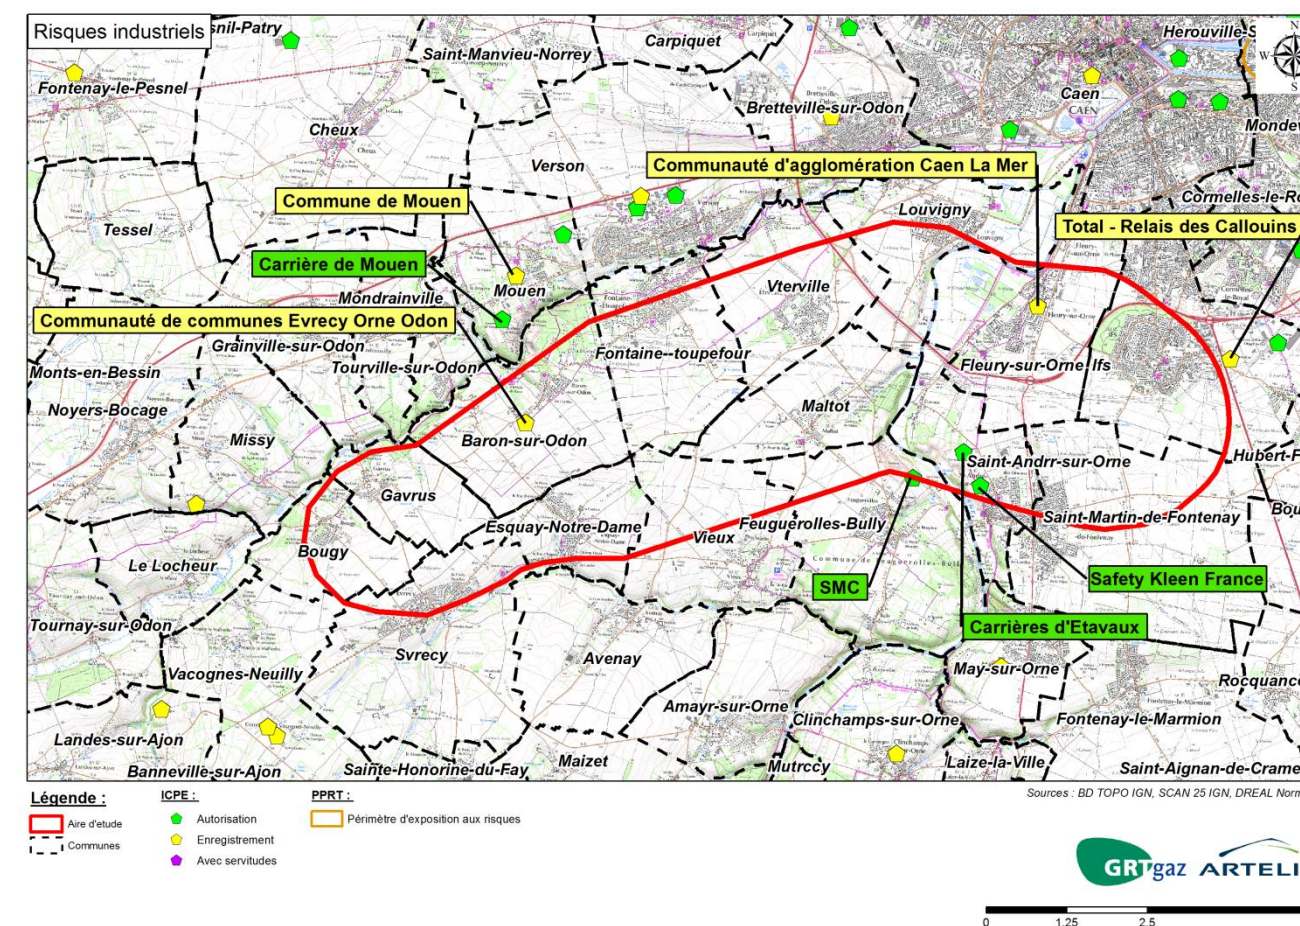 Risques industriels
snil-Patry
Saint-Manvieu-Norrey
Carpiquet
Herouville-S
N
W
S
Fontenay-le-Pesnel
Caen
CAEN
Bretteville-sur-Odon
Cheux
Mondev
Verson
Communauté d'agglomération Caen La Mer
Commune de Mouen
Cormelles-le-Ro
Tessel
Louvigny
Total - Relais des Callouins
Carrière de Mouen
Mouen
Mondrainville
Vterville
Communauté de communes Evrecy Orne Odon
Grainville-sur-Odon
Fontaine--toupefour
Monts-en-Bessin
Tourville-sur-Odon
Fleury-sur-Orne
Ifs
Noyers-Bocage
Maltot
Missy
Baron-sur-Odon
Hubert-F
Saint-Andrr-sur-Orne
Gavrus
Bou
Saint-Martin-de-Fontenay
Esquay-Notre-Dame
Feuguerolles-Bully
Vieux
Bougy
Le Locheur
SMC
Safety Kleen France
Tournay-sur-Odon
Carrières d'Etavaux
Svrecy
Avenay
May-sur-Orne
Vacognes-Neuilly
Rocquance
Amayr-sur-Orne
Clinchamps-sur-Orne
Fontenay-le-Marmion
Landes-sur-Ajon
Banneville-sur-Ajon
Sainte-Honorine-du-Fay
Maizet
Mutrccy
Laize-la-Ville
Saint-Aignan-de-Crame
Sources : BD TOPO IGN, SCAN 25 IGN, DREAL Norm
Légende :
Aire d'etude
Communes
ICPE :
Autorisation
Enregistrement
Avec servitudes
PPRT :
Périmètre d'exposition aux risques
GRTgaz
ARTELI
0
1.25
2.5